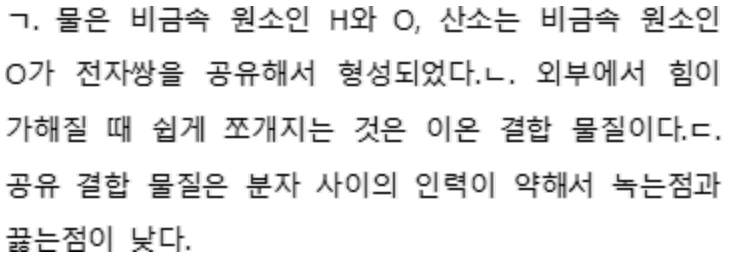 ㄱ. 물은 비금속 원소인 H와 O, 산소는 비금속 원소인
O가 전자쌍을 공유해서 형성되었다.ㄴ. 외부에서 힘이
가해질 때 쉽게 쪼개지는 것은 이온 결합 물질이다.ㄷ.
공유 결합 물질은 분자 사이의 인력이 약해서 녹는점과
끓는점이 낮다.